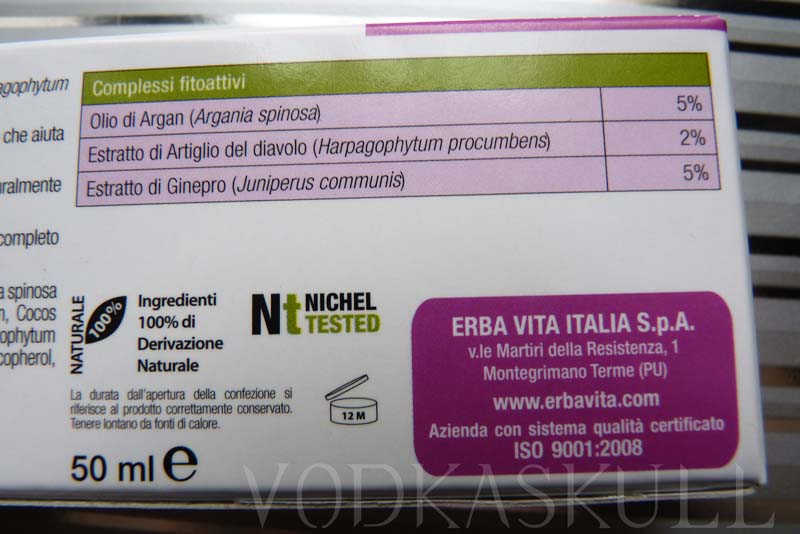 agophytum
che aiuta
ralmente
completo
a spinosa
n, Cocos
ophytum
copherol,
Complessi fitoattivi
Olio di Argan (Argania spinosa) 5%
Estratto di Artiglio del diavolo (Harpagophytum procumbens) 2%
Estratto di Ginepro (Juniperus communis) 5%
NATURALE
100%
Ingredienti
100% di
Derivazione
Naturale
Nt NICHEL
TESTED
La durata dall'apertura della confezione si
riferisce al prodotto correttamente conservato.
Tenere lontano da fonti di calore.
12 M
50 ml e
ERBA VITA ITALIA S.p.A.
v.le Martiri della Resistenza, 1
Montegrimano Terme (PU)
www.erbavita.com
Azienda con sistema qualità certificato
ISO 9001:2008
VODKASKULL